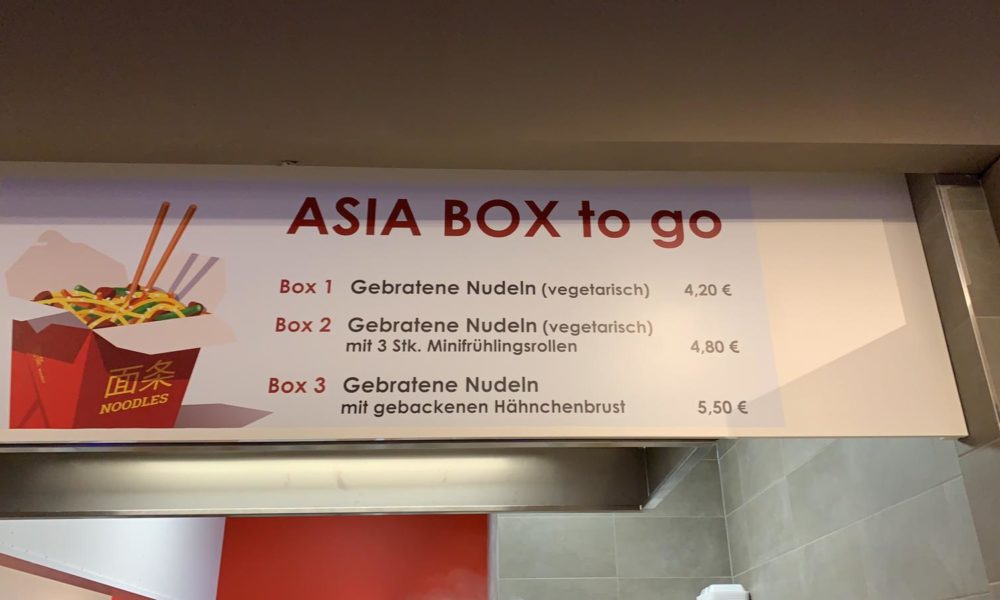 ASIA BOX to go
Box 1 Gebratene Nudeln (vegetarisch) 4,20 €
Box 2 Gebratene Nudeln (vegetarisch)
mit 3 Stk. Minifrühlingsrollen 4,80 €
Box 3 Gebratene Nudeln
mit gebackenen Hähnchenbrust 5,50 €
面条
NOODLES